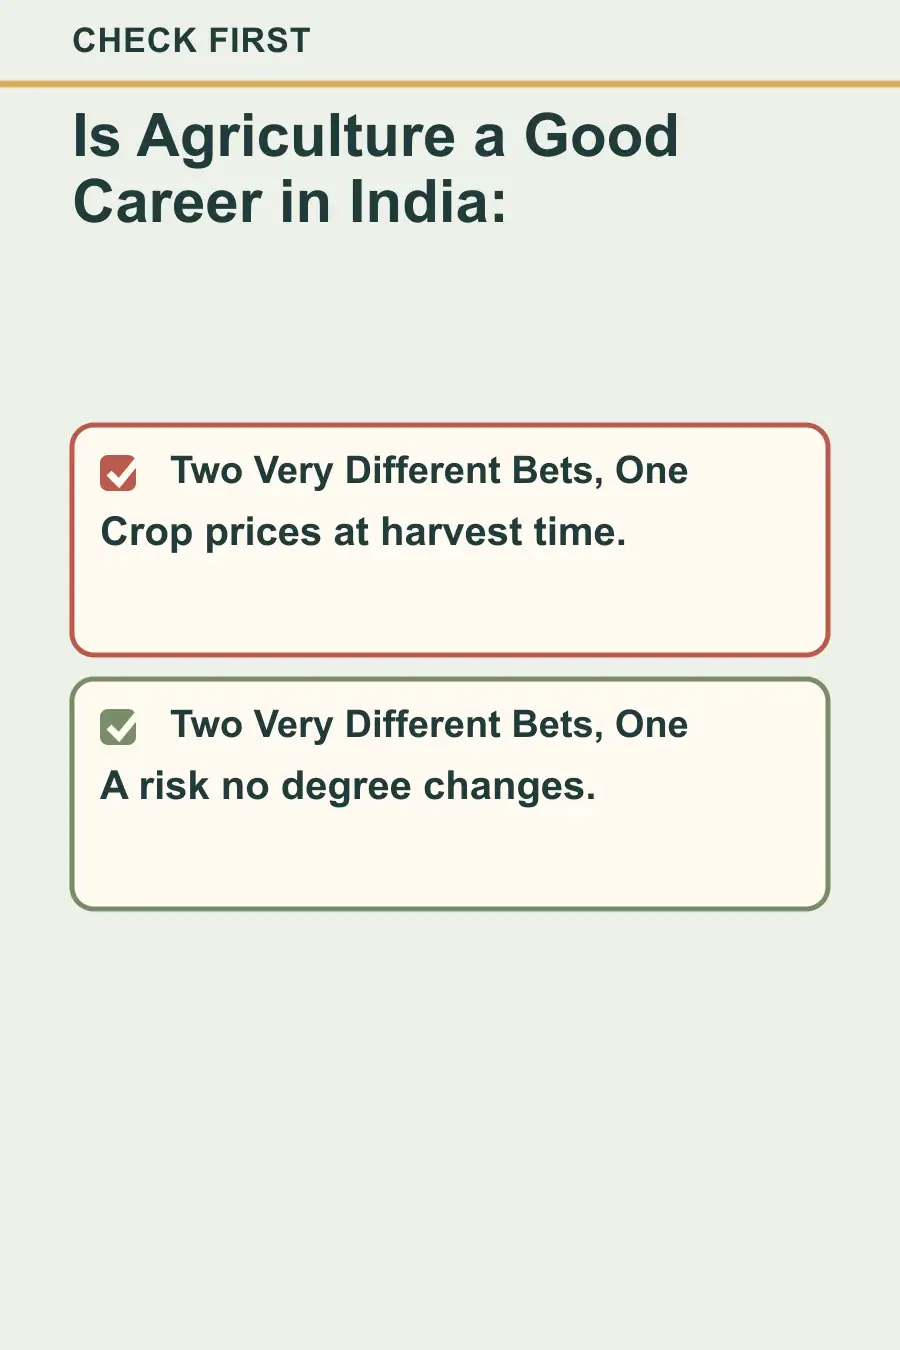 CHECK FIRST
Is Agriculture a Good
Career in India:
Two Very Different Bets, One
Crop prices at harvest time.
Two Very Different Bets, One
A risk no degree changes.